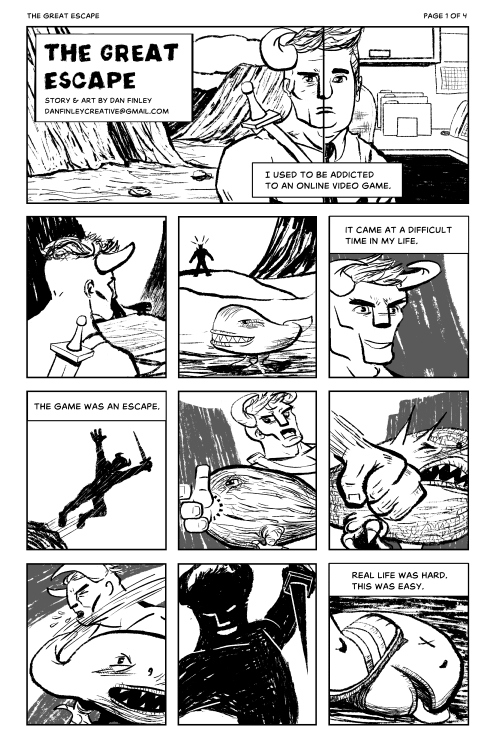 THE GREAT ESCAPE
PAGE 1 OF 4
THE GREAT
ESCAPE
STORY & ART BY DAN FINLEY
DANFINLEYCREATIVE@GMAIL.COM
I USED TO BE ADDICTED
TO AN ONLINE VIDEO GAME.
IT CAME AT A DIFFICULT
TIME IN MY LIFE.
THE GAME WAS AN ESCAPE.
REAL LIFE WAS HARD.
THIS WAS EASY.